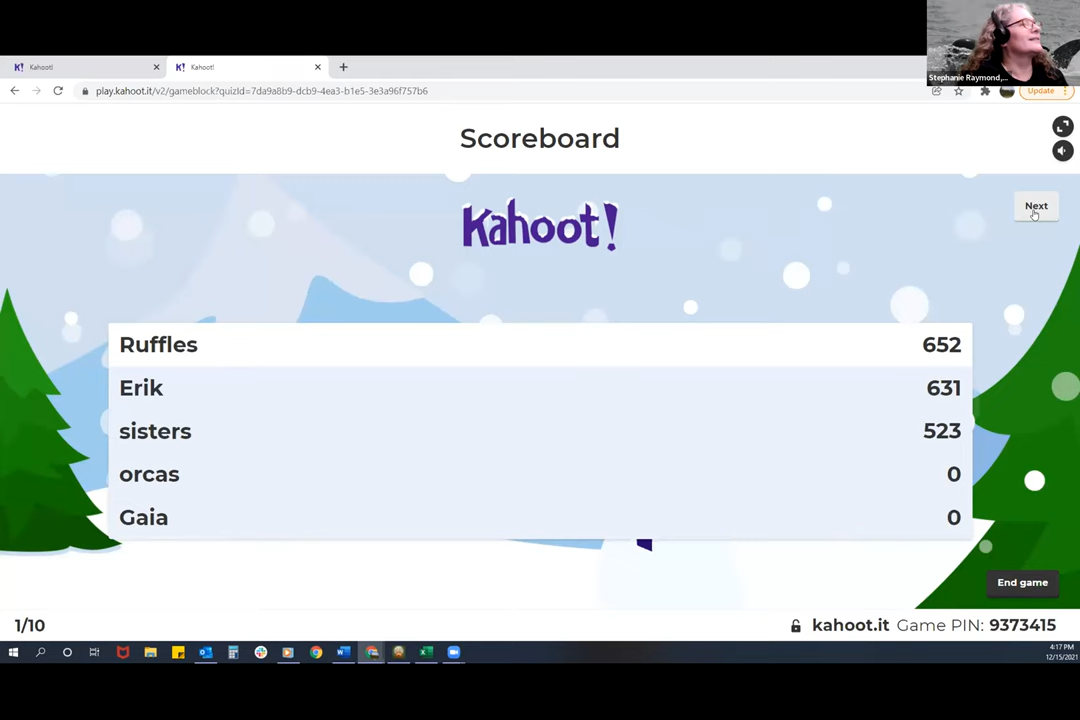 Stephanie Raymond,...
Kahoot!
Kahoot!
play.kahoot.it/v2/gameblock?quizId=7da9a8b9-dcb9-4ea3-b1e5-3e3a96f757b6
Update
Scoreboard
Kahoot!
Next
Ruffles 652
Erik 631
sisters 523
orcas 0
Gaia 0
End game
1/10
kahoot.it Game PIN: 9373415
4:17 PM
12/15/2021